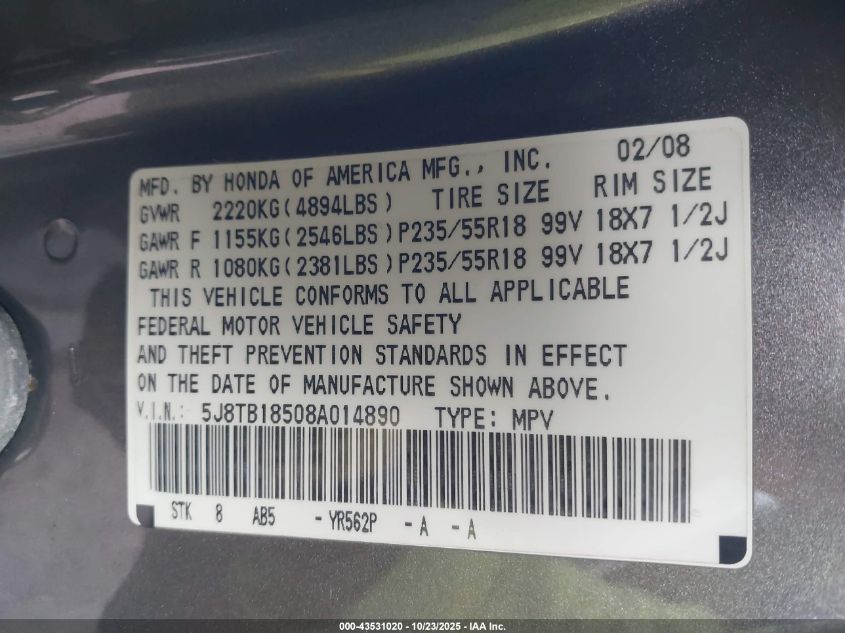 MFD. BY HONDA OF AMERICA MFG., INC. 02/08
GVWR 2220KG(4894LBS) TIRE SIZE RIM SIZE
GAWR F 1155KG(2546LBS)P235/55R18 99V 18X7 1/2J
GAWR R 1080KG(2381LBS)P235/55R18 99V 18X7 1/2J
THIS VEHICLE CONFORMS TO ALL APPLICABLE
FEDERAL MOTOR VEHICLE SAFETY
AND THEFT PREVENTION STANDARDS IN EFFECT
ON THE DATE OF MANUFACTURE SHOWN ABOVE.
V.I.N.: 5J8TB18508A014890 TYPE: MPV
STK 8 AB5 -YR562P -A -A
000-43531020 - 10/23/2025 - IAA Inc.